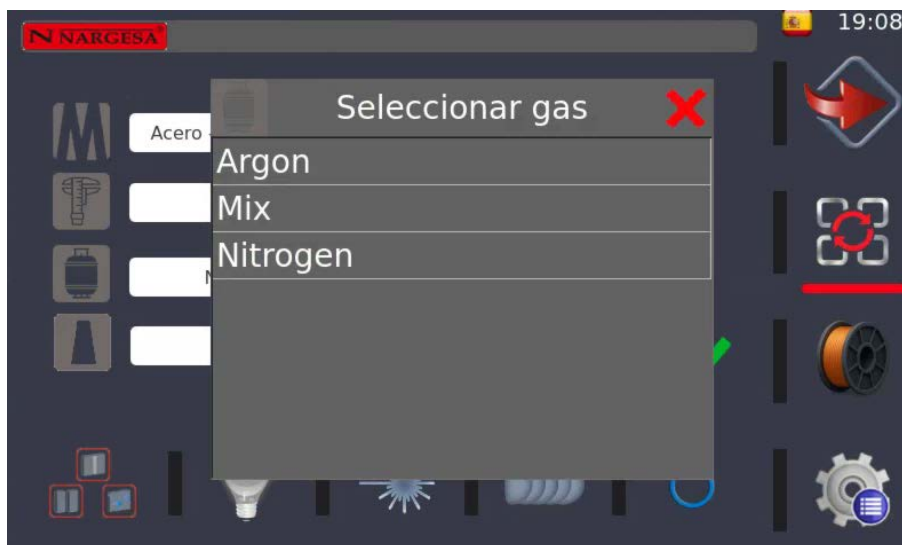 N NARGESA®
19:08
Seleccionar gas
Acero
Argon
Mix
Nitrogen